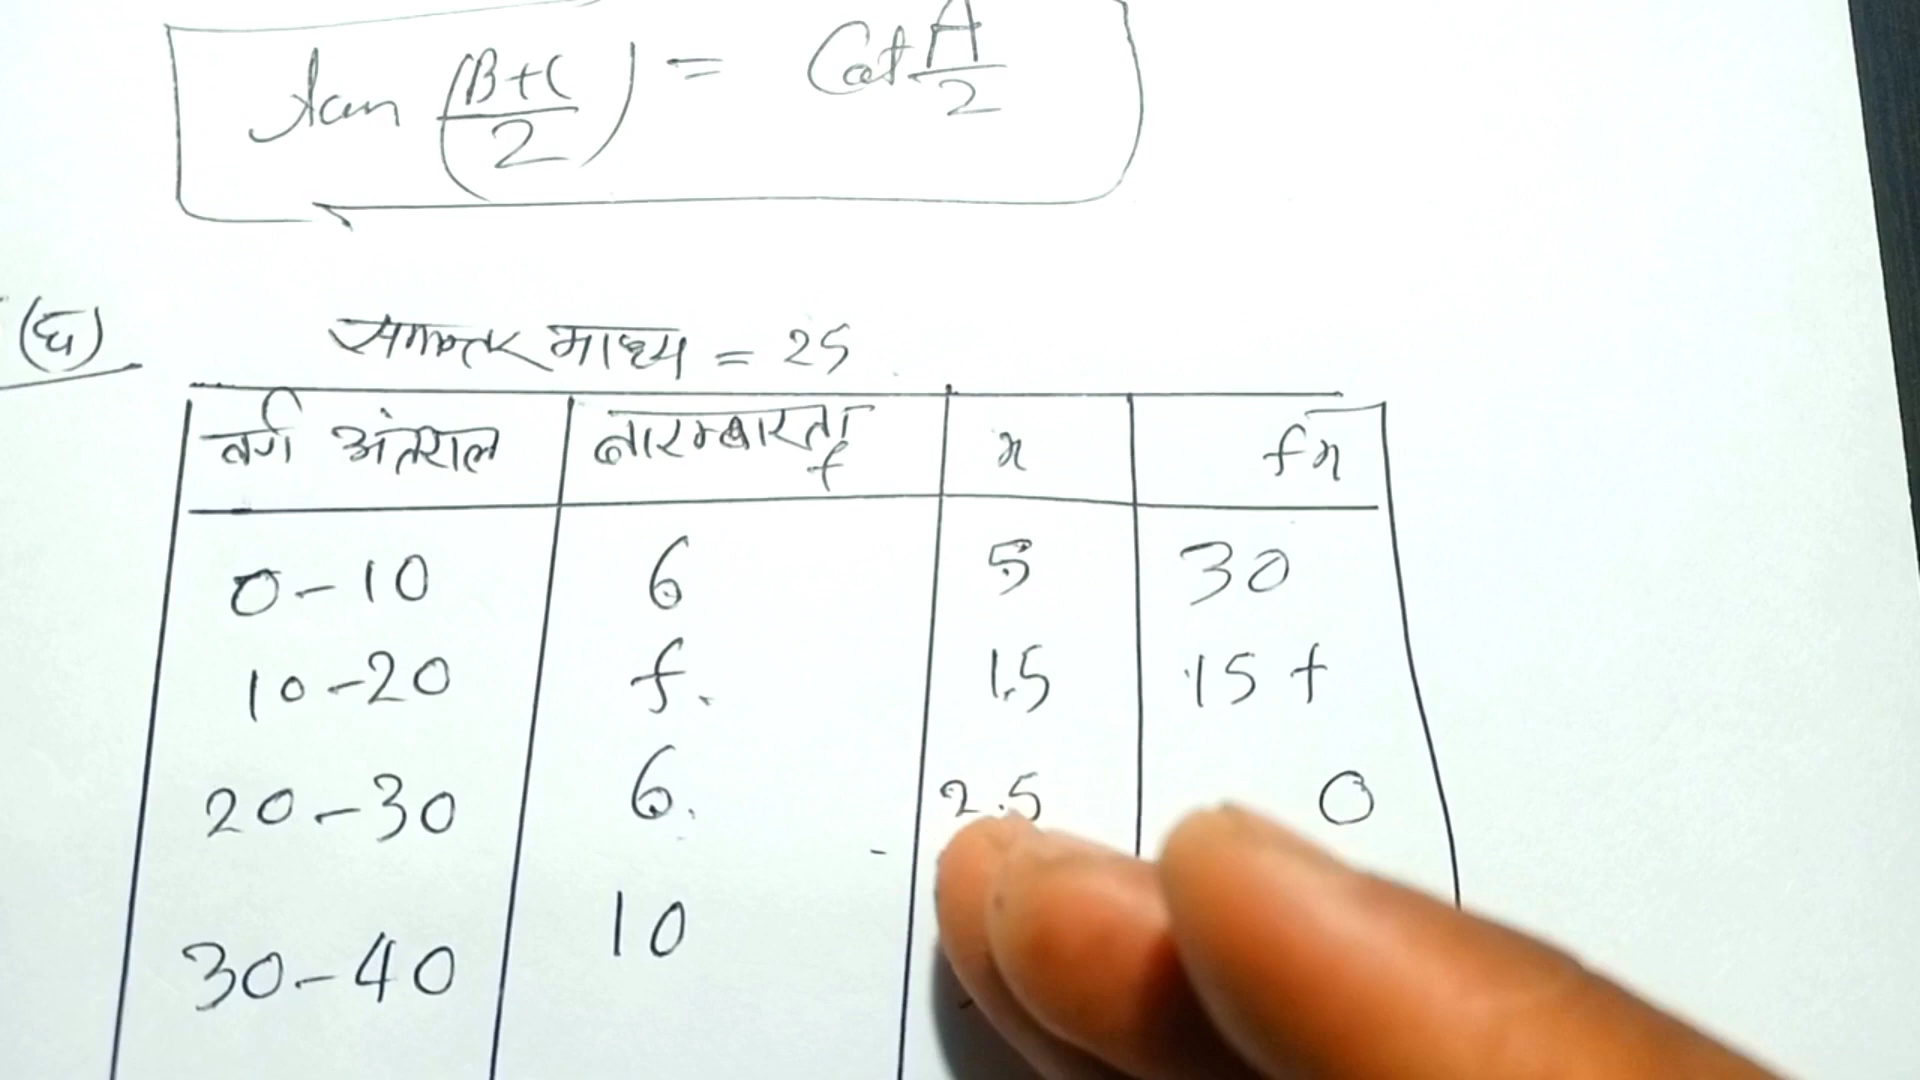 tan (B+C/2) = Cot A/2
(घ) समान्तर माध्य = 25
वर्ग अंतराल बारम्बारता f x fx
0-10 6 5 30
10-20 f. 15 15 f
20-30 6. 25 0
30-40 10